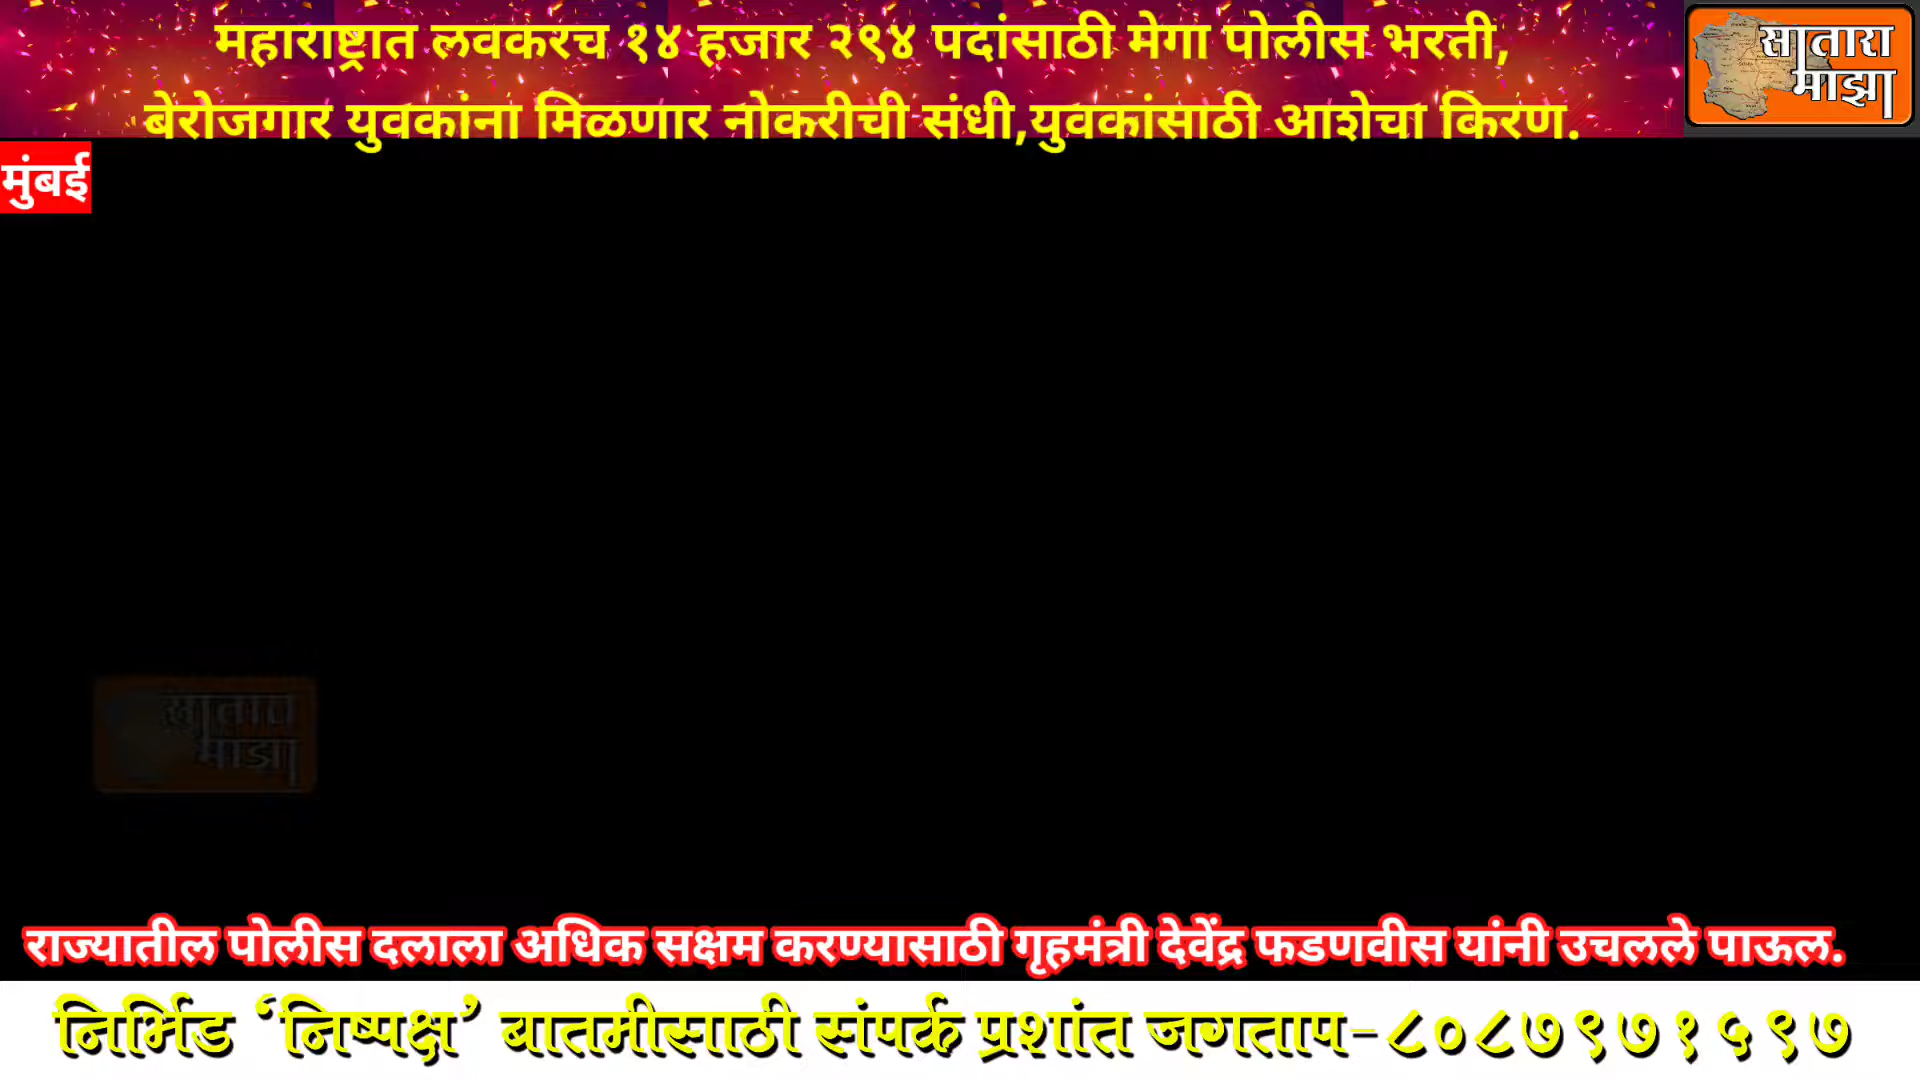 महाराष्ट्रात लवकरच १४ हजार २९४ पदांसाठी मेगा पोलीस भरती,
बेरोजगार युवकांना मिळणार नोकरीची संधी,युवकांसाठी आशेचा किरण.
सातारा
माझा
मुंबई
सातारा
माझा
राज्यातील पोलीस दलाला अधिक सक्षम करण्यासाठी गृहमंत्री देवेंद्र फडणवीस यांनी उचलले पाऊल.
निर्भिड ‘निष्पक्ष’ बातमीसाठी संपर्क प्रशांत जगताप-८०८७९७१५९७